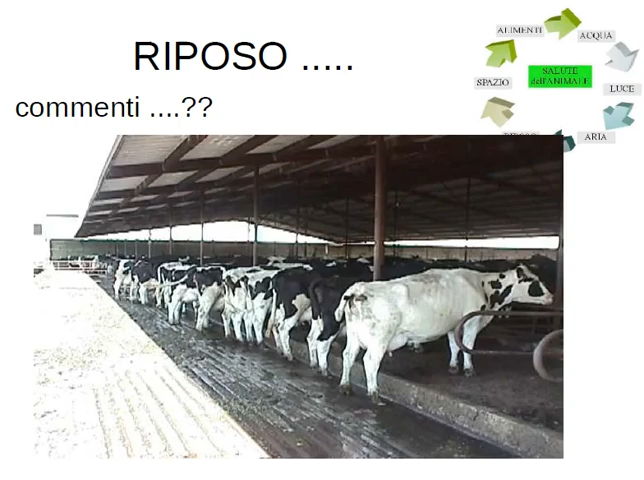 RIPOSO .....
commenti ....??
ALIMENTI
ACQUA
SPAZIO
SALUTE
dell'ANIMALE
LUCE
ARIA